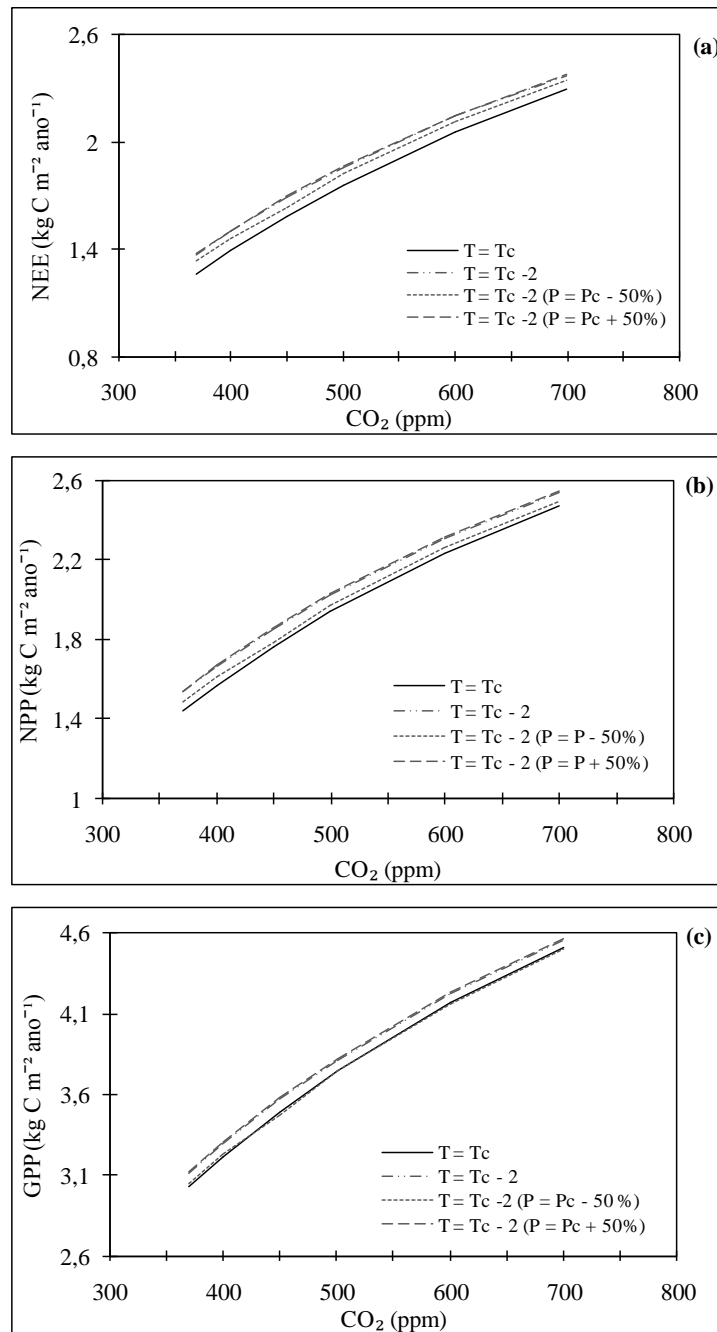 2,6
(a)
2
1,4
0,8
NEE (kg C m⁻² ano⁻¹)
T = Tc
T = Tc -2
T = Tc -2 (P = Pc - 50%)
T = Tc -2 (P = Pc + 50%)
300 400 500 600 700 800
CO₂ (ppm)
2,6
(b)
2,2
1,8
1,4
1
NPP (kg C m⁻² ano⁻¹)
T = Tc
T = Tc - 2
T = Tc - 2 (P = P - 50%)
T = Tc - 2 (P = P + 50%)
300 400 500 600 700 800
CO₂ (ppm)
4,6
(c)
4,1
3,6
3,1
2,6
GPP (kg C m⁻² ano⁻¹)
T = Tc
T = Tc - 2
T = Tc -2 (P = Pc - 50 %)
T = Tc - 2 (P = Pc + 50%)
300 400 500 600 700 800
CO₂ (ppm)